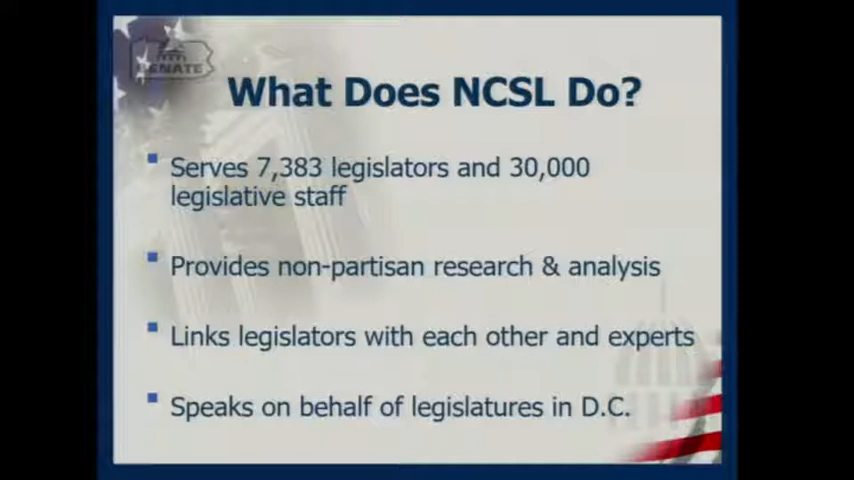 SENATE
What Does NCSL Do?
Serves 7,383 legislators and 30,000
legislative staff
Provides non-partisan research & analysis
Links legislators with each other and experts
Speaks on behalf of legislatures in D.C.